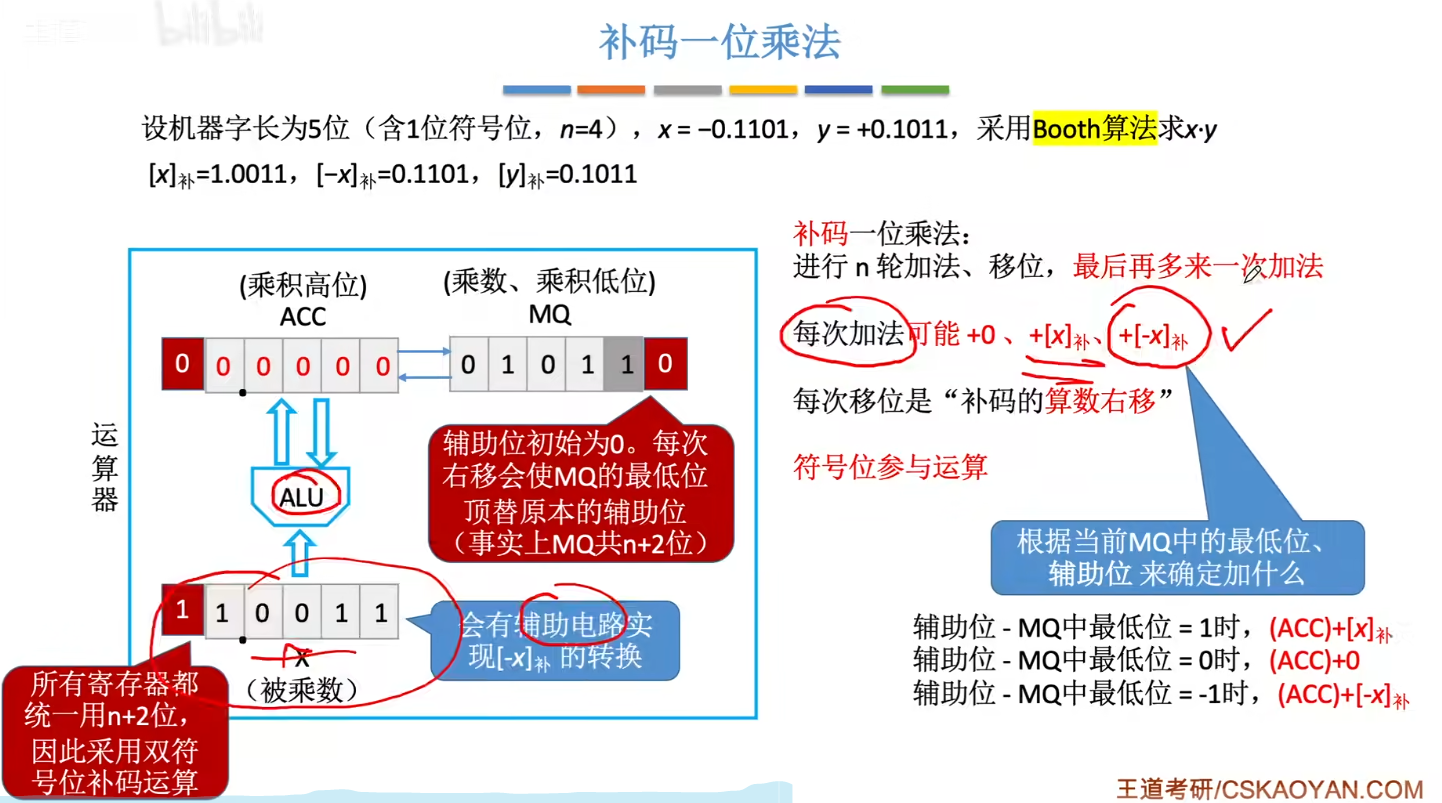 bilibili
补码一位乘法
设机器字长为5位（含1位符号位，n=4），x = −0.1101，y = +0.1011，采用Booth算法求x·y
[x]补=1.0011，[−x]补=0.1101，[y]补=0.1011
补码一位乘法：
进行 n 轮加法、移位，最后再多来一次加法
每次加法可能 +0 、+[x]补、+[-x]补
每次移位是“补码的算数右移”
符号位参与运算
(乘积高位)
ACC
(乘数、乘积低位)
MQ
0 0 0 0 0 0
0 1 0 1 1 0
运算器
ALU
辅助位初始为0。每次
右移会使MQ的最低位
顶替原本的辅助位
（事实上MQ共n+2位）
1 1 0 0 1 1
X
（被乘数）
会有辅助电路实
现[-x]补 的转换
所有寄存器都
统一用n+2位，
因此采用双符
号位补码运算
根据当前MQ中的最低位、
辅助位 来确定加什么
辅助位 - MQ中最低位 = 1时，(ACC)+[x]补
辅助位 - MQ中最低位 = 0时，(ACC)+0
辅助位 - MQ中最低位 = -1时，(ACC)+[-x]补
王道考研/CSKAOYAN.COM